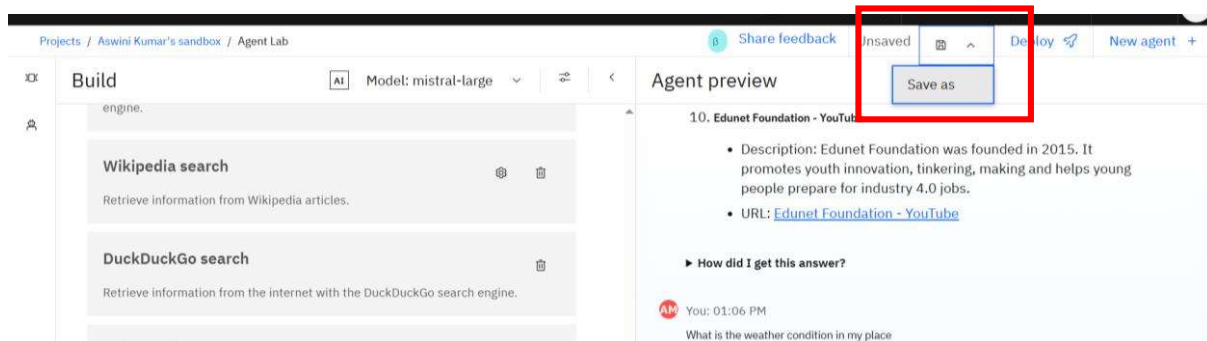 Projects / Aswini Kumar's sandbox / Agent Lab
β Share feedback
Unsaved
Deploy
New agent +
Save as
Build
AI Model: mistral-large
engine.
Wikipedia search
Retrieve information from Wikipedia articles.
DuckDuckGo search
Retrieve information from the internet with the DuckDuckGo search engine.
Agent preview
10. Edunet Foundation - YouTub
• Description: Edunet Foundation was founded in 2015. It
promotes youth innovation, tinkering, making and helps young
people prepare for industry 4.0 jobs.
• URL: Edunet Foundation - YouTube
▶ How did I get this answer?
AM You: 01:06 PM
What is the weather condition in my place